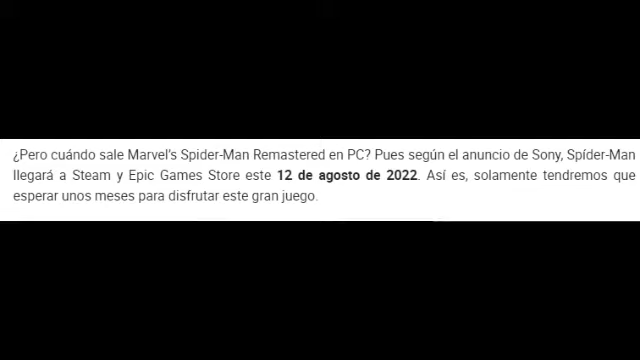 ¿Pero cuándo sale Marvel's Spider-Man Remastered en PC? Pues según el anuncio de Sony, Spíder-Man
llegará a Steam y Epic Games Store este 12 de agosto de 2022. Así es, solamente tendremos que
esperar unos meses para disfrutar este gran juego.